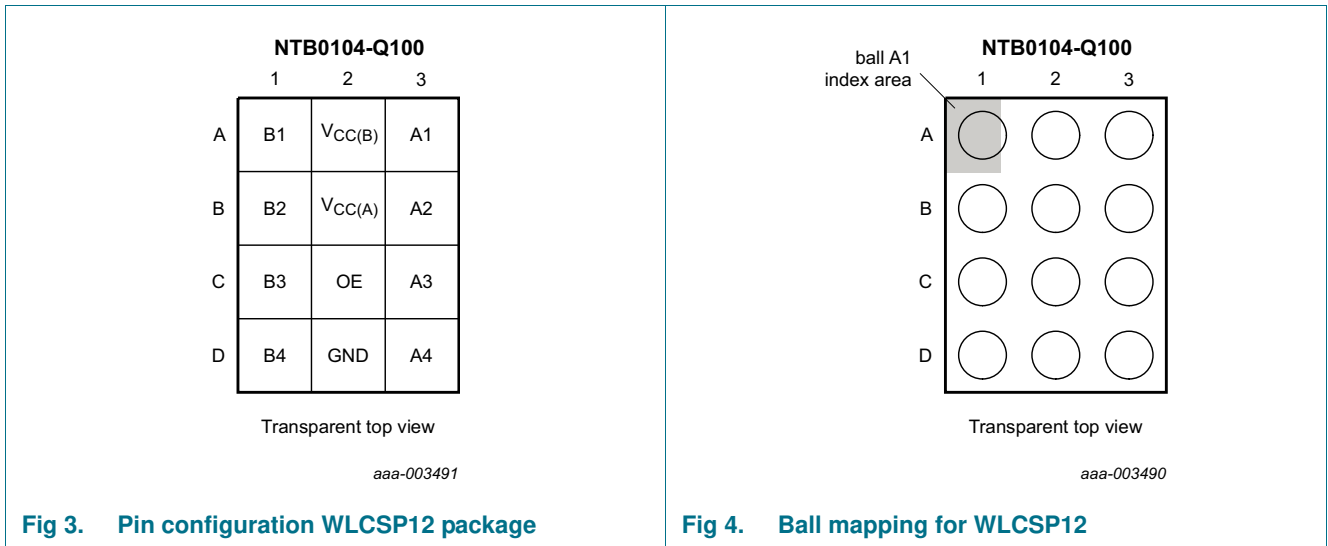 NTB0104-Q100
1 2 3
A B1 VCC(B) A1
B B2 VCC(A) A2
C B3 OE A3
D B4 GND A4
Transparent top view
aaa-003491
Fig 3. Pin configuration WLCSP12 package
NTB0104-Q100
ball A1
index area
1 2 3
A
B
C
D
Transparent top view
aaa-003490
Fig 4. Ball mapping for WLCSP12